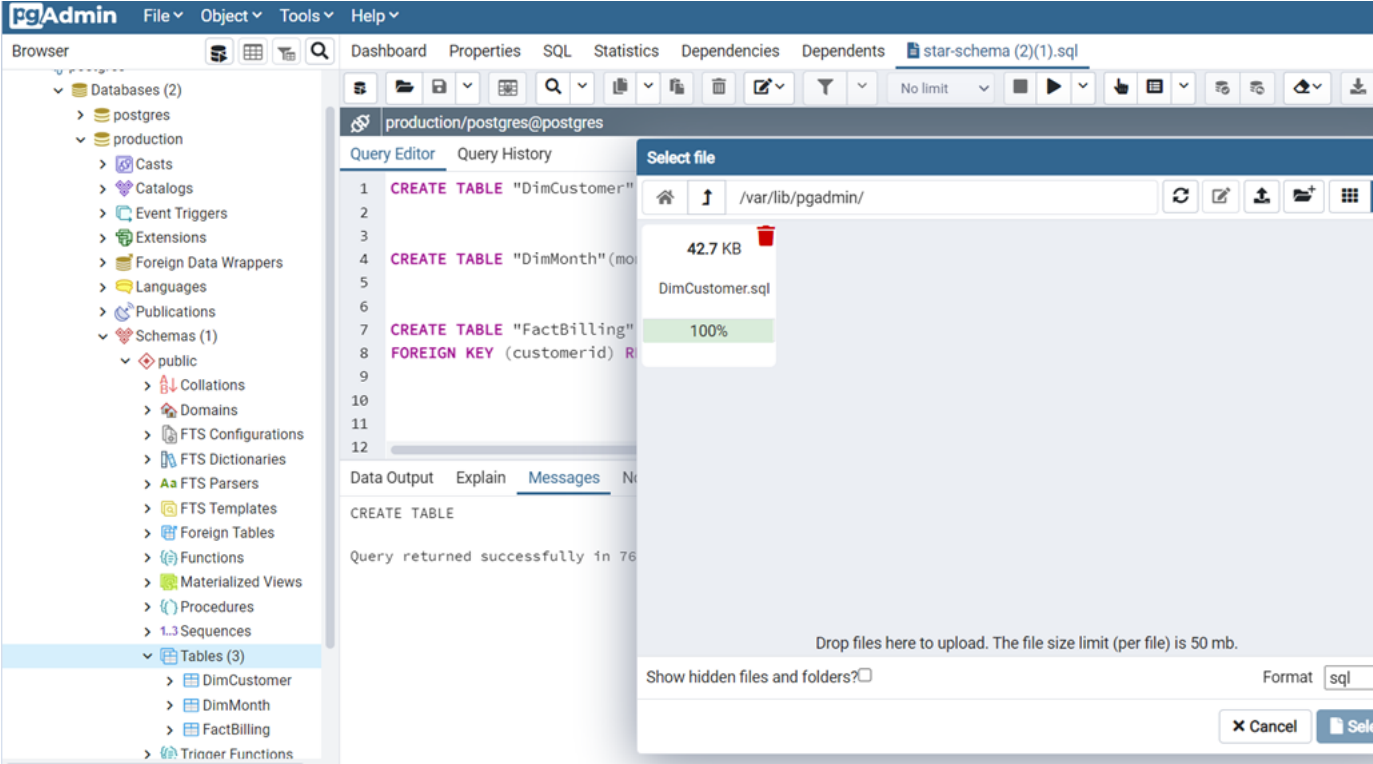 pgAdmin File Object Tools Help
Browser
Dashboard Properties SQL Statistics Dependencies Dependents star-schema (2)(1).sql
Databases (2)
postgres
production
Casts
Catalogs
Event Triggers
Extensions
Foreign Data Wrappers
Languages
Publications
Schemas (1)
public
Collations
Domains
FTS Configurations
FTS Dictionaries
Aa FTS Parsers
FTS Templates
Foreign Tables
Functions
Materialized Views
Procedures
1..3 Sequences
Tables (3)
DimCustomer
DimMonth
FactBilling
Trigger Functions
No limit
production/postgres@postgres
Query Editor Query History
1 CREATE TABLE "DimCustomer"
2
3
4 CREATE TABLE "DimMonth"(mo
5
6
7 CREATE TABLE "FactBilling"
8 FOREIGN KEY (customerid) R
9
10
11
12
Data Output Explain Messages
CREATE TABLE
Query returned successfully in 76
Select file
/var/lib/pgadmin/
42.7 KB
DimCustomer.sql
100%
Drop files here to upload. The file size limit (per file) is 50 mb.
Show hidden files and folders?
Format sql
Cancel